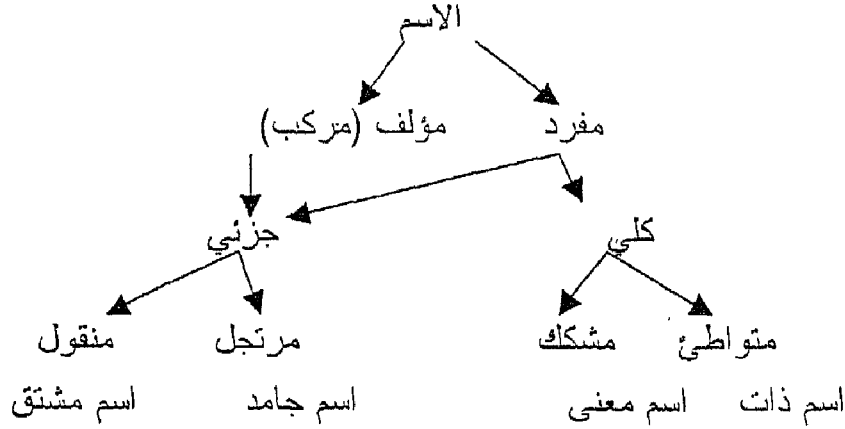 الاسم
مفرد مؤلف (مركب)
كلي جزئي
متواطئ مشكك مرتجل منقول
اسم ذات اسم معنى اسم جامد اسم مشتق